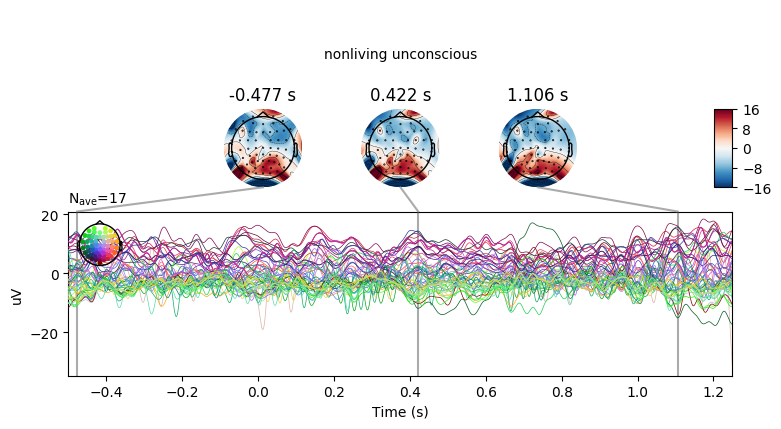 nonliving unconscious
-0.477 s 0.422 s 1.106 s
16
8
0
−8
−16
Nave=17
20
0
−20
uV
−0.4 −0.2 0.0 0.2 0.4 0.6 0.8 1.0 1.2
Time (s)